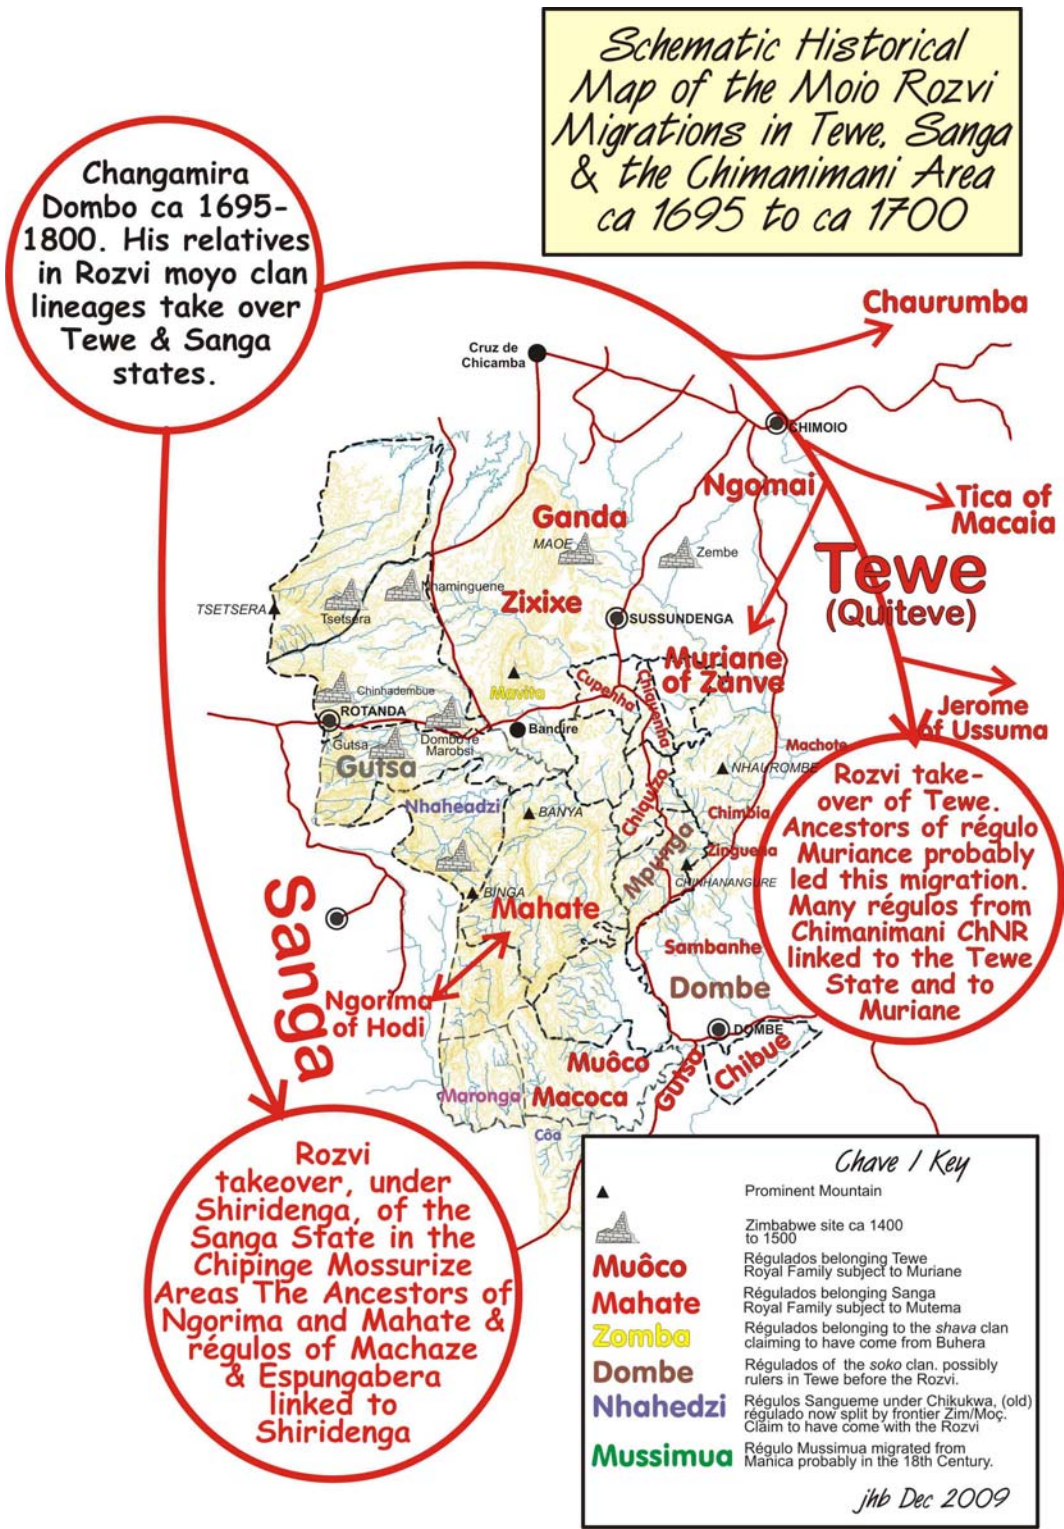 Schematic Historical
Map of the Moio Rozvi
Migrations in Tewe, Sanga
& the Chimanimani Area
ca 1695 to ca 1700
Changamira
Dombo ca 1695-
1800. His relatives
in Rozvi moyo clan
lineages take over
Tewe & Sanga
states.
Chaurumba
Cruz de
Chicamba
CHIMOIO
Ngomai
Tica of
Macaia
Ganda
MAOE
Zembe
Tewe
(Quiteve)
Nhaminguene
Zixixe
TSETSERA
Tsetsera
SUSSUNDENGA
Muriane
of Zanve
Cupenha
Chiquenha
Chinhadembue
Mavita
ROTANDA
Jerome
of Ussuma
Gutsa
Dombo re
Marobsi
Bandire
Machote
Gutsa
NHAUROMBE
Nhaheadzi
BANYA
Chiquizo
Chimbia
Mpunga
Zinguena
CHINHANANGURE
BINGA
Mahate
Rozvi take-
over of Tewe.
Ancestors of régulo
Muriance probably
led this migration.
Many régulos from
Chimanimani ChNR
linked to the Tewe
State and to
Muriane
Sanga
Sambanhe
Dombe
Ngorima
of Hodi
DOMBE
Muôco
Gutso
Chibue
Maronga
Macoca
Côa
Rozvi
takeover, under
Shiridenga, of the
Sanga State in the
Chipinge Mossurize
Areas The Ancestors of
Ngorima and Mahate &
régulos of Machaze
& Espungabera
linked to
Shiridenga
Chave / Key
Prominent Mountain
Zimbabwe site ca 1400
to 1500
Muôco
Régulados belonging Tewe
Royal Family subject to Muriane
Mahate
Régulados belonging Sanga
Royal Family subject to Mutema
Zomba
Régulados belonging to the shava clan
claiming to have come from Buhera
Dombe
Régulados of the soko clan. possibly
rulers in Tewe before the Rozvi.
Nhahedzi
Régulos Sangueme under Chikukwa, (old)
régulado now split by frontier Zim/Moç.
Claim to have come with the Rozvi
Mussimua
Régulo Mussimua migrated from
Manica probably in the 18th Century.
jhb Dec 2009